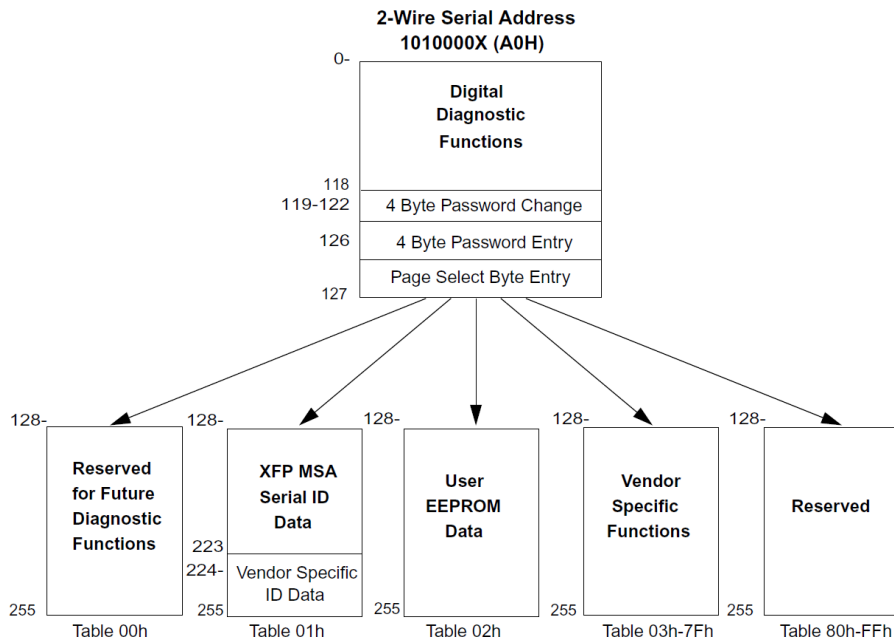 2-Wire Serial Address
1010000X (A0H)
0-
Digital
Diagnostic
Functions
118
119-122
4 Byte Password Change
126
4 Byte Password Entry
Page Select Byte Entry
127
128-
Reserved
for Future
Diagnostic
Functions
255
Table 00h
128-
XFP MSA
Serial ID
Data
223
224-
Vendor Specific
ID Data
255
Table 01h
128-
User
EEPROM
Data
255
Table 02h
128-
Vendor
Specific
Functions
255
Table 03h-7Fh
128-
Reserved
255
Table 80h-FFh